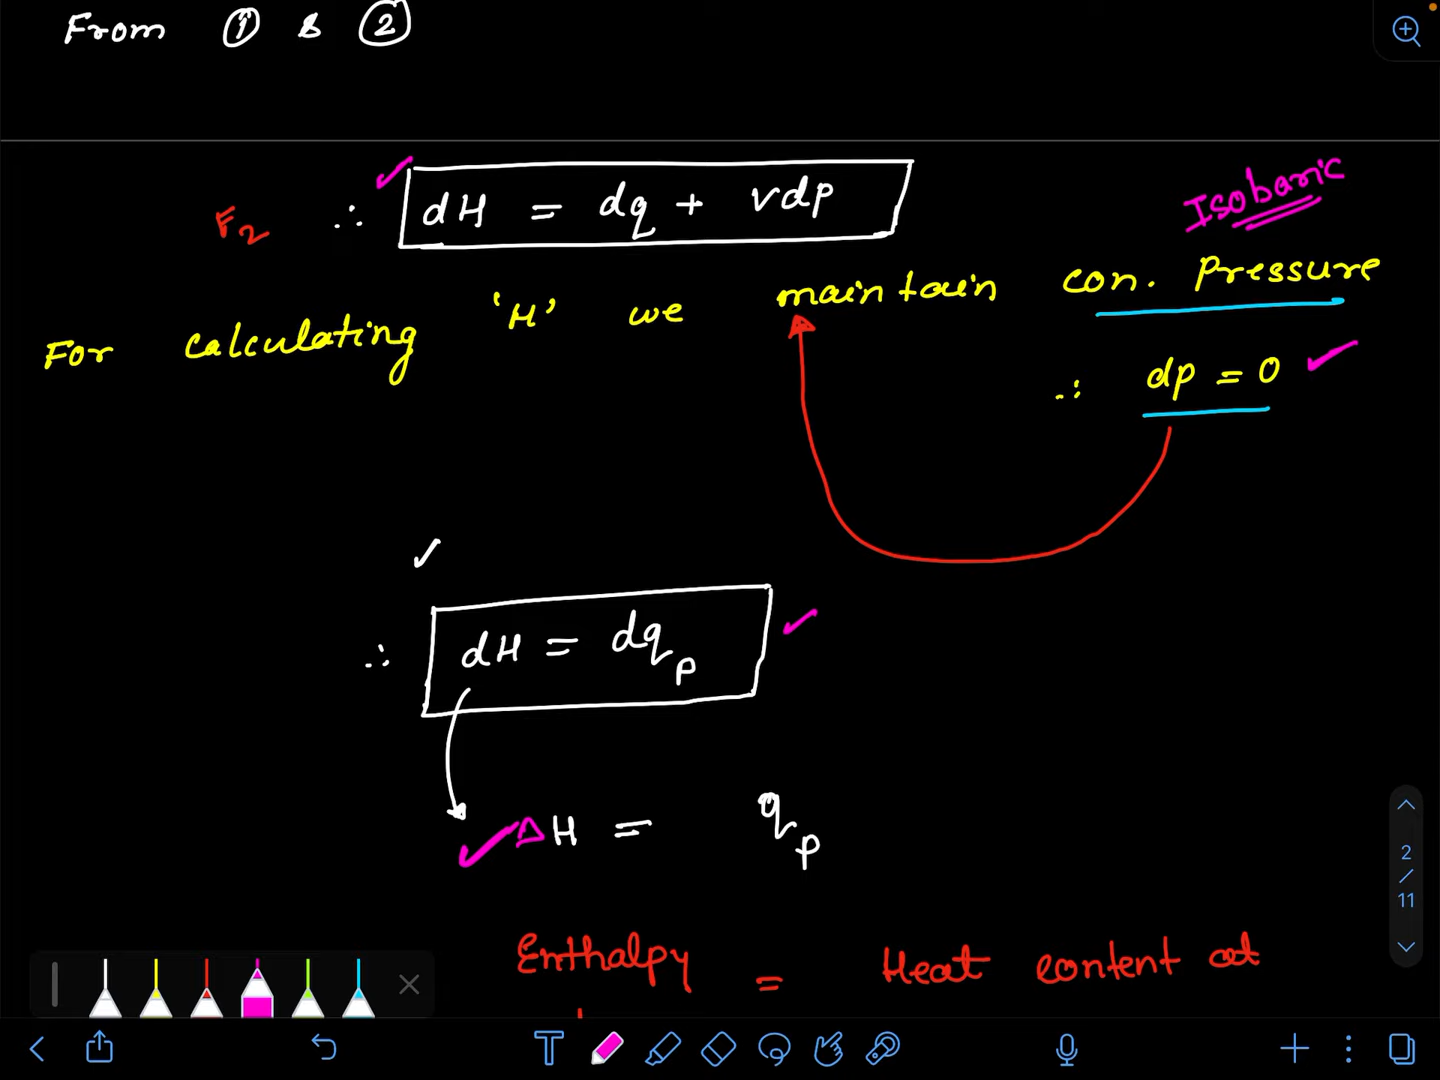 From ① & ②
F2 ∴ dH = dq + vdp
Isobaric
For calculating 'H' we maintain con. Pressure
∴ dp = 0
∴ dH = dqp
ΔH = qp
Enthalpy = Heat content at
2
/
11
T